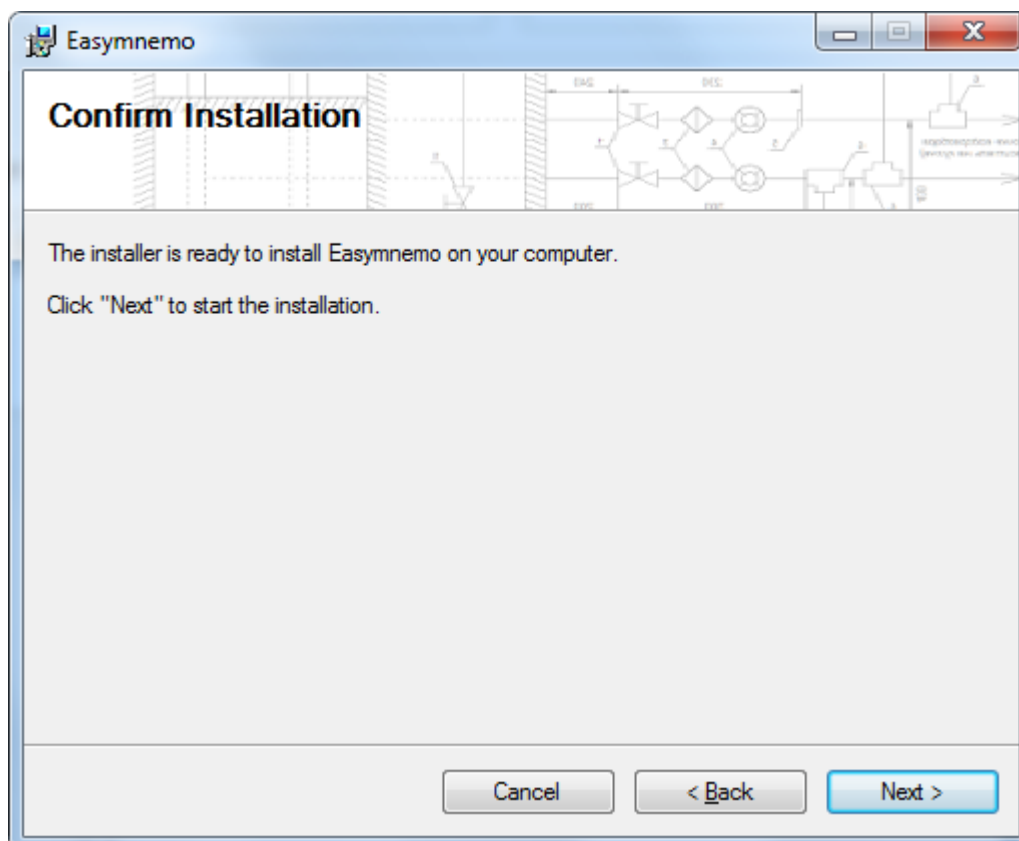 Easymnemo
Confirm Installation
The installer is ready to install Easymnemo on your computer.
Click "Next" to start the installation.
Cancel
< Back
Next >